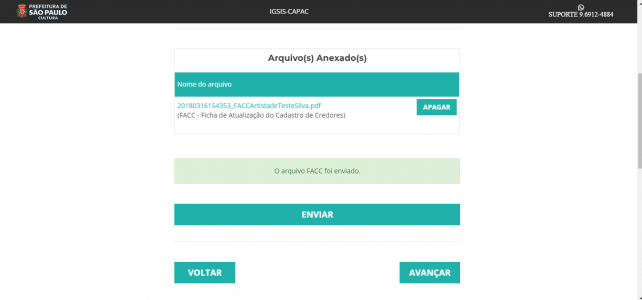 PREFEITURA DE
SÃO PAULO
CULTURA
IGSIS-CAPAC
SUPORTE 9.6912-4884
Arquivo(s) Anexado(s)
Nome do arquivo
20180316154353_FACCArtistadeTesteSilva.pdf
(FACC - Ficha de Atualização do Cadastro de Credores)
APAGAR
O arquivo FACC foi enviado.
ENVIAR
VOLTAR
AVANÇAR